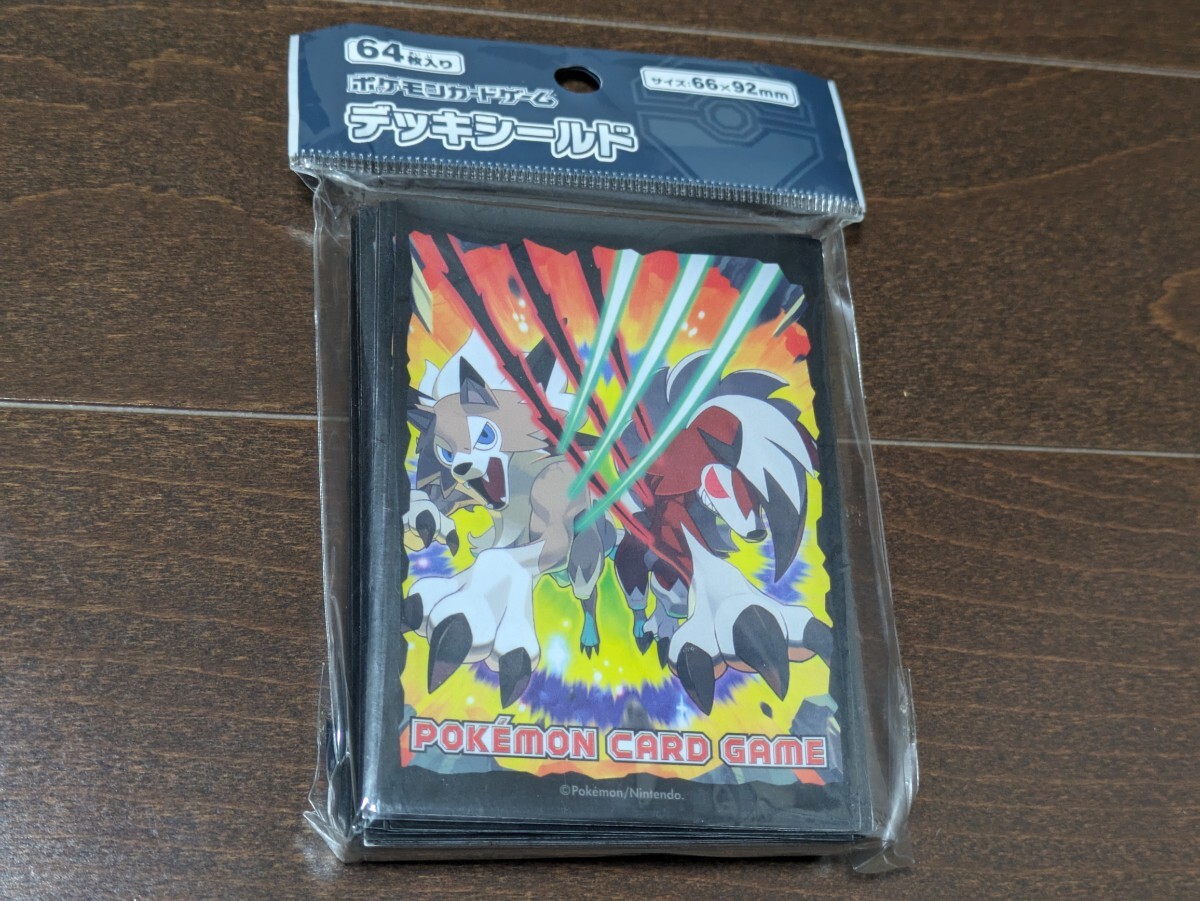 64枚入り
サイズ:66×92mm
ポケモンカードゲーム
デッキシールド
POKÉMON CARD GAME
©Pokémon/Nintendo.